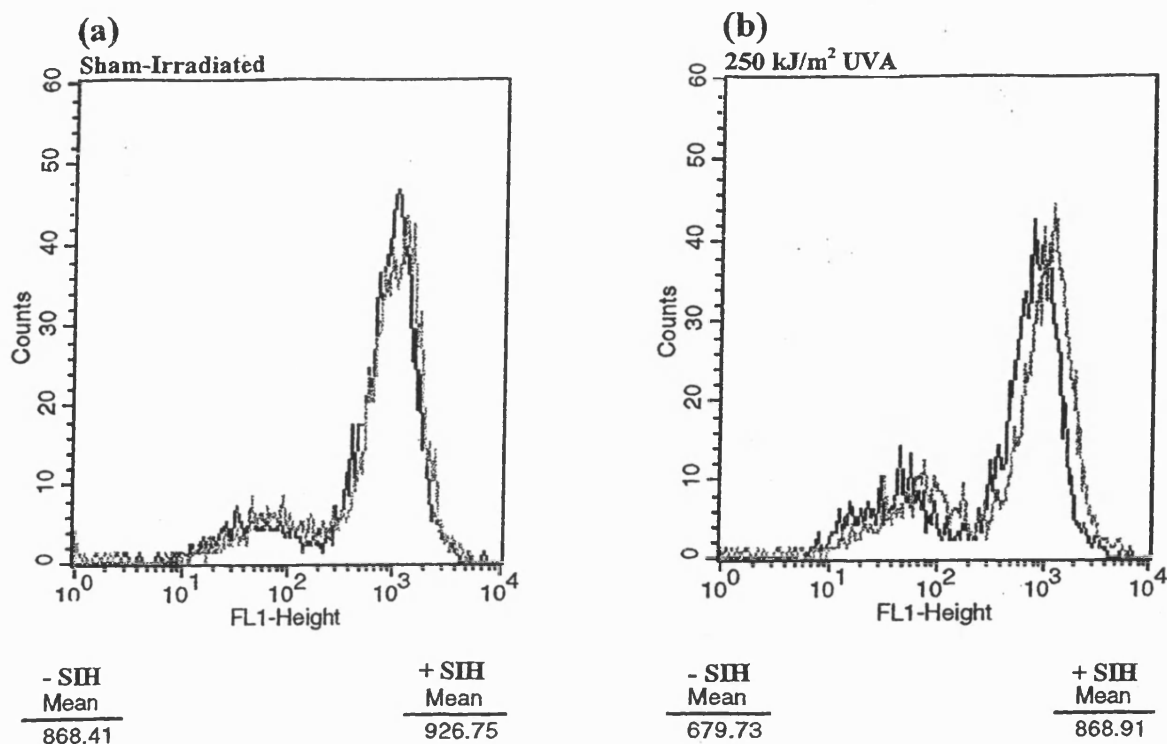 (a)
Sham-Irradiated
60
50
40
30
20
10
0
Counts
10^0 10^1 10^2 10^3 10^4
FL1-Height
- SIH
Mean
868.41
+ SIH
Mean
926.75
(b)
250 kJ/m² UVA
60
50
40
30
20
10
0
Counts
10^0 10^1 10^2 10^3 10^4
FL1-Height
- SIH
Mean
679.73
+ SIH
Mean
868.91